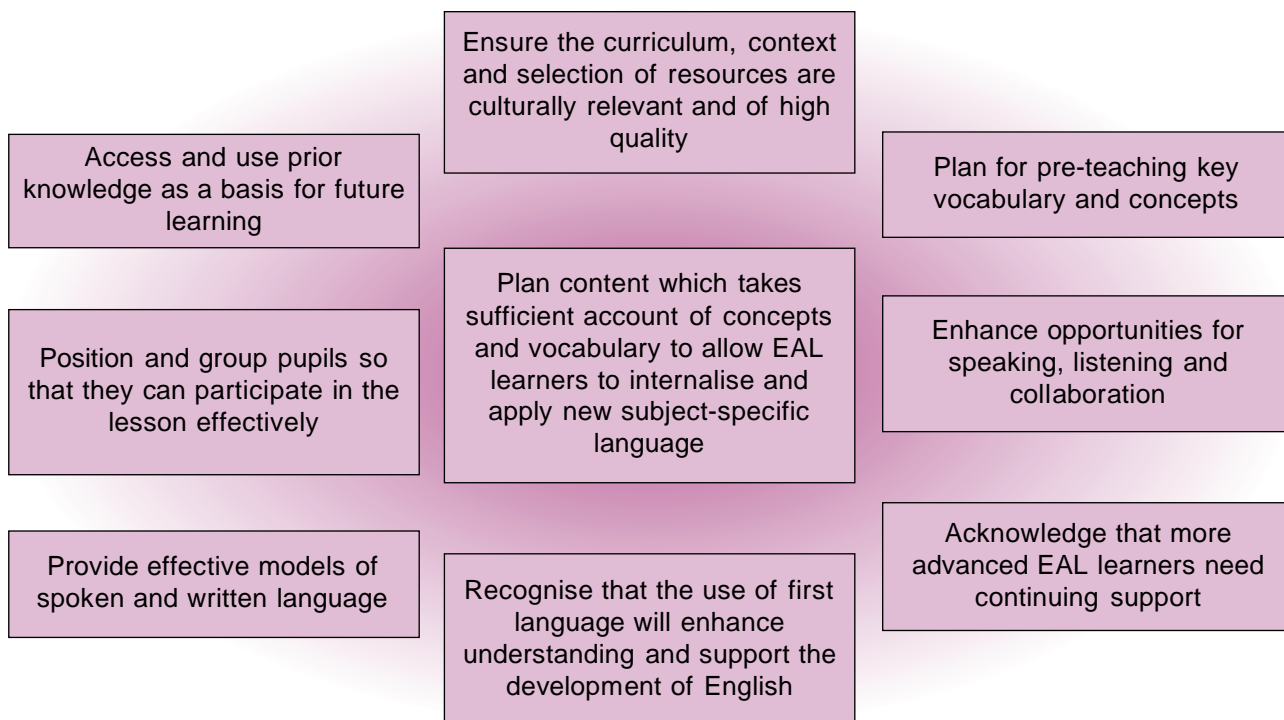 Ensure the curriculum, context
and selection of resources are
culturally relevant and of high
quality
Access and use prior
knowledge as a basis for future
learning
Plan for pre-teaching key
vocabulary and concepts
Plan content which takes
sufficient account of concepts
and vocabulary to allow EAL
learners to internalise and
apply new subject-specific
language
Position and group pupils so
that they can participate in the
lesson effectively
Enhance opportunities for
speaking, listening and
collaboration
Provide effective models of
spoken and written language
Recognise that the use of first
language will enhance
understanding and support the
development of English
Acknowledge that more
advanced EAL learners need
continuing support